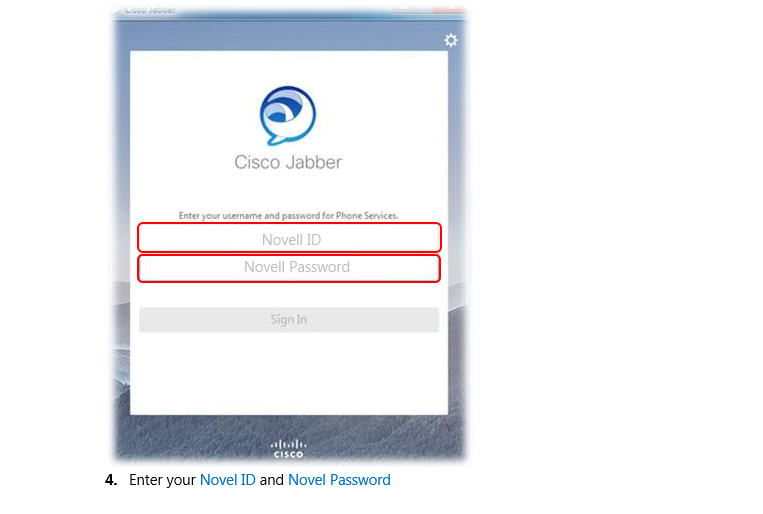 Cisco Jabber
Cisco Jabber
Enter your username and password for Phone Services.
Novell ID
Novell Password
Sign In
CISCO
4. Enter your Novel ID and Novel Password